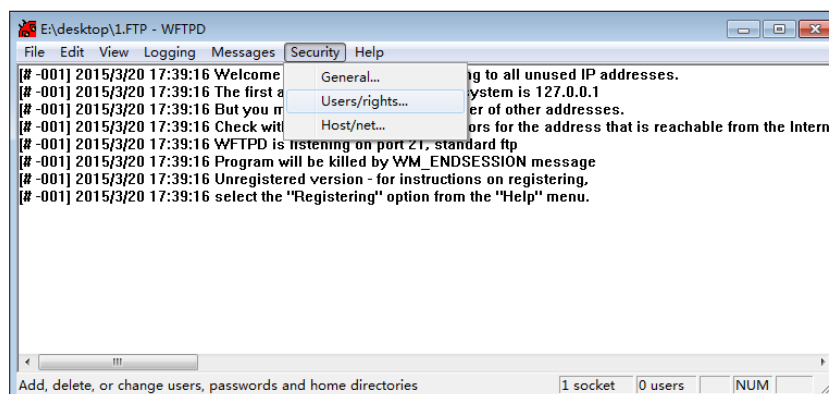 E:\desktop\1.FTP - WFTPD
File Edit View Logging Messages Security Help
[# -001] 2015/3/20 17:39:16 Welcome
General...
ng to all unused IP addresses.
[# -001] 2015/3/20 17:39:16 The first a
Users/rights...
ystem is 127.0.0.1
[# -001] 2015/3/20 17:39:16 But you m
er of other addresses.
[# -001] 2015/3/20 17:39:16 Check wit
Host/net...
ors for the address that is reachable from the Intern
[# -001] 2015/3/20 17:39:16 WFTPD is listening on port 21, standard ftp
[# -001] 2015/3/20 17:39:16 Program will be killed by WM_ENDSESSION message
[# -001] 2015/3/20 17:39:16 Unregistered version - for instructions on registering,
[# -001] 2015/3/20 17:39:16 select the "Registering" option from the "Help" menu.
Add, delete, or change users, passwords and home directories
1 socket
0 users
NUM